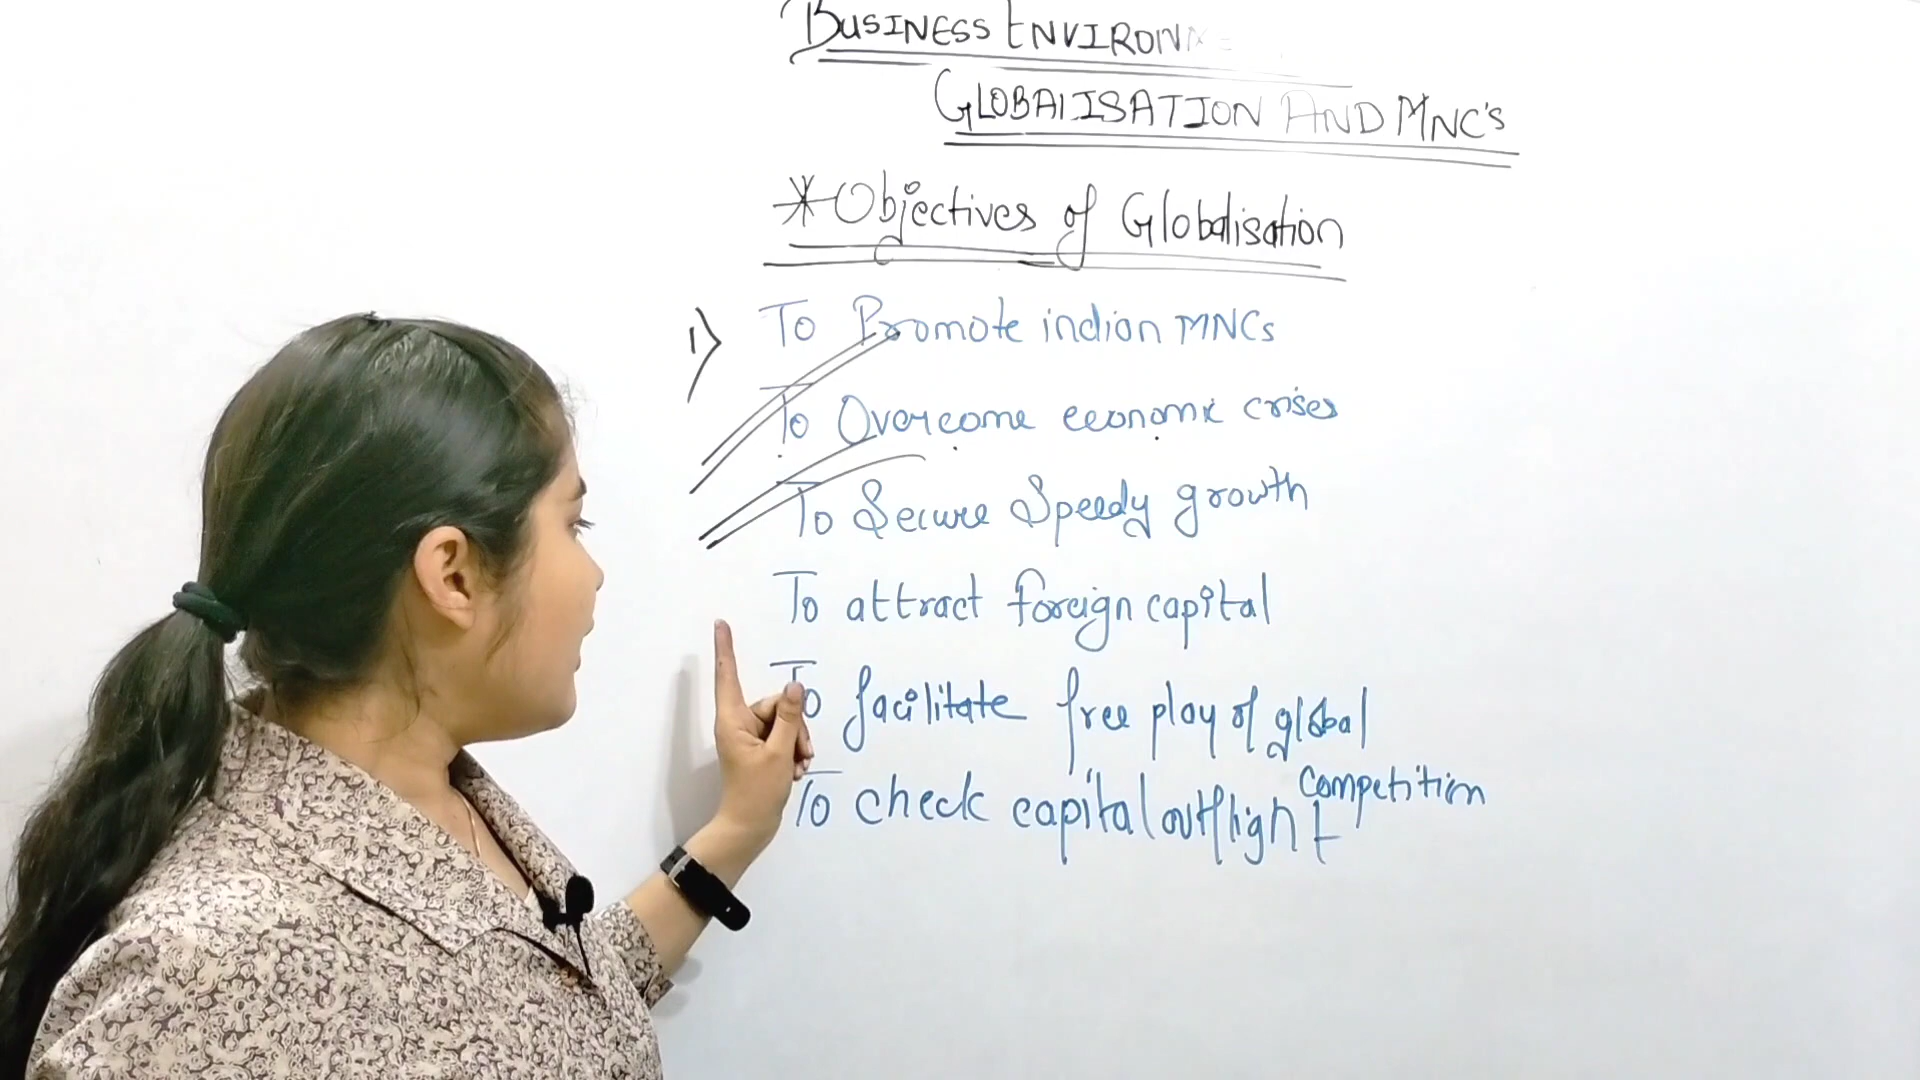 BUSINESS ENVIRONME
GLOBALISATION AND MNC'S
* Objectives of Globalisation
1) To Promote indian MNCs
To Overcome economic crises
To Secure Speedy growth
To attract foreign capital
To facilitate free play of global
competition
To check capital outflight